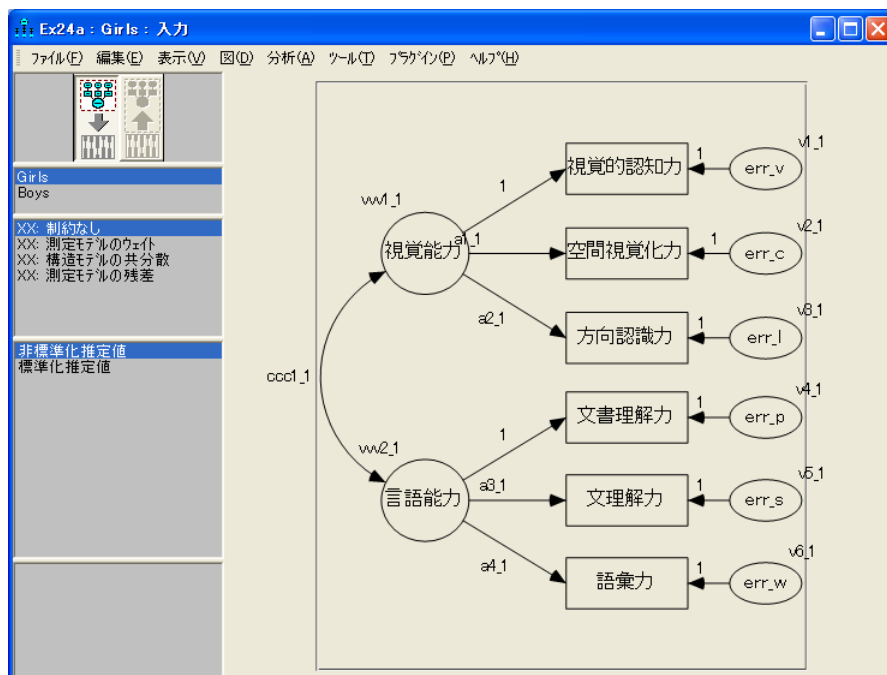 Ex24a : Girls : 入力
ファイル(F) 編集(E) 表示(V) 図(D) 分析(A) ツール(T) プラグイン(P) ヘルプ(H)
Girls
Boys
XX: 制約なし
XX: 測定モデルのウェイト
XX: 構造モデルの共分散
XX: 測定モデルの残差
非標準化推定値
標準化推定値
v1_1
1
視覚的認知力
1
err_v
vvv1_1
v2_1
視覚能力
a1_1
空間視覚化力
1
err_c
v3_1
a2_1
方向認識力
1
err_l
ccc1_1
v4_1
1
文書理解力
1
err_p
vvv2_1
v5_1
言語能力
a3_1
文理解力
1
err_s
v6_1
a4_1
語彙力
1
err_w